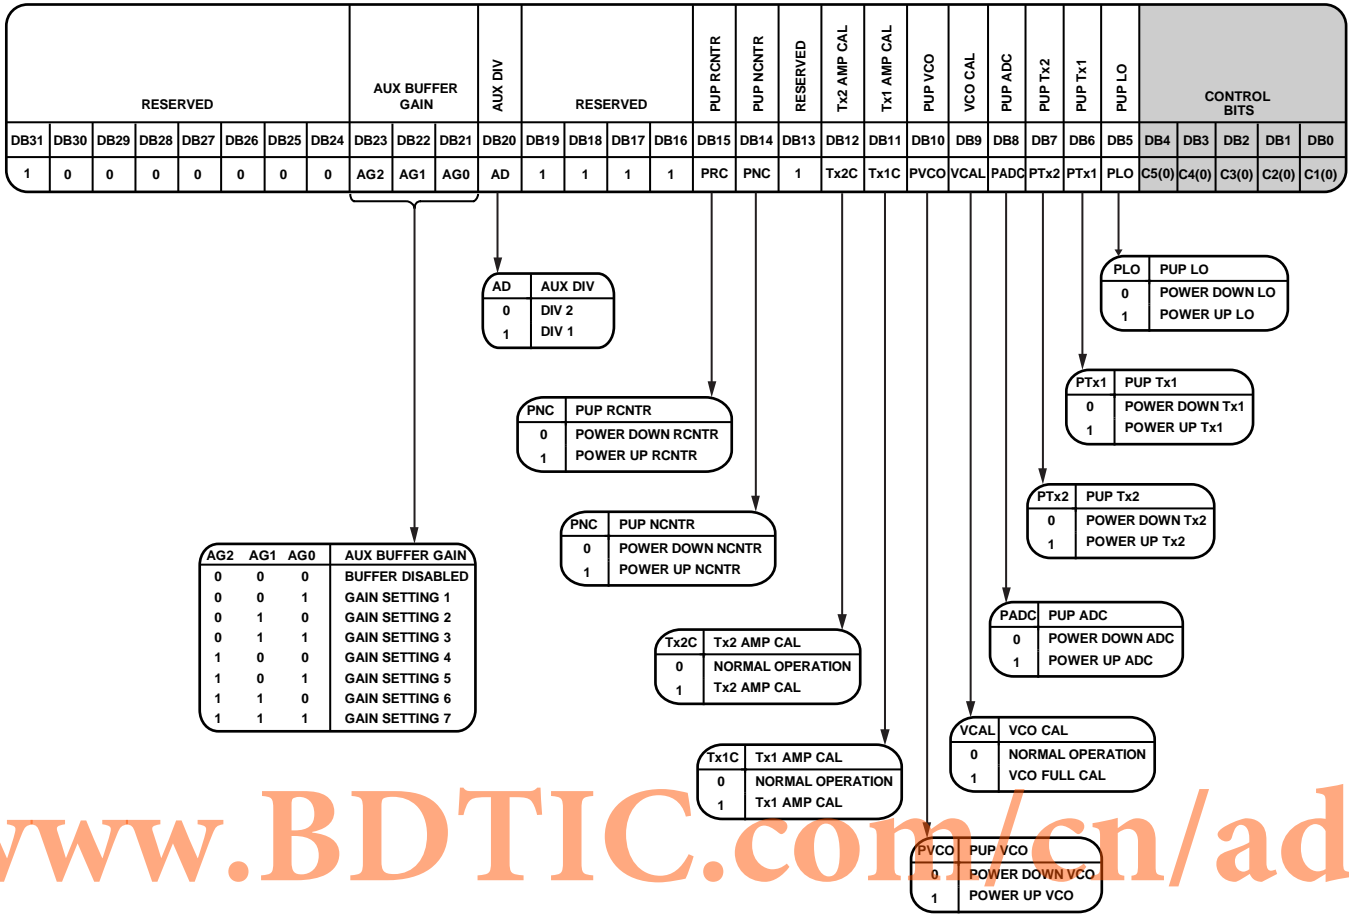 RESERVED
AUX BUFFER
GAIN
AUX DIV
RESERVED
PUP RCNTR
PUP NCNTR
RESERVED
Tx2 AMP CAL
Tx1 AMP CAL
PUP VCO
VCO CAL
PUP ADC
PUP Tx2
PUP Tx1
PUP LO
CONTROL
BITS
DB31 DB30 DB29 DB28 DB27 DB26 DB25 DB24 DB23 DB22 DB21 DB20 DB19 DB18 DB17 DB16 DB15 DB14 DB13 DB12 DB11 DB10 DB9 DB8 DB7 DB6 DB5 DB4 DB3 DB2 DB1 DB0
1 0 0 0 0 0 0 0 AG2 AG1 AG0 AD 1 1 1 1 PRC PNC 1 Tx2C Tx1C PVCO VCAL PADC PTx2 PTx1 PLO C5(0) C4(0) C3(0) C2(0) C1(0)
PLO PUP LO
0 POWER DOWN LO
1 POWER UP LO
AD AUX DIV
0 DIV 2
1 DIV 1
PTx1 PUP Tx1
0 POWER DOWN Tx1
1 POWER UP Tx1
PNC PUP RCNTR
0 POWER DOWN RCNTR
1 POWER UP RCNTR
PTx2 PUP Tx2
0 POWER DOWN Tx2
1 POWER UP Tx2
PNC PUP NCNTR
0 POWER DOWN NCNTR
1 POWER UP NCNTR
AG2 AG1 AG0 AUX BUFFER GAIN
0 0 0 BUFFER DISABLED
0 0 1 GAIN SETTING 1
0 1 0 GAIN SETTING 2
0 1 1 GAIN SETTING 3
1 0 0 GAIN SETTING 4
1 0 1 GAIN SETTING 5
1 1 0 GAIN SETTING 6
1 1 1 GAIN SETTING 7
PADC PUP ADC
0 POWER DOWN ADC
1 POWER UP ADC
Tx2C Tx2 AMP CAL
0 NORMAL OPERATION
1 Tx2 AMP CAL
VCAL VCO CAL
0 NORMAL OPERATION
1 VCO FULL CAL
Tx1C Tx1 AMP CAL
0 NORMAL OPERATION
1 Tx1 AMP CAL
PVCO PUP VCO
0 POWER DOWN VCO
1 POWER UP VCO
www.BDTIC.com/cn/ad